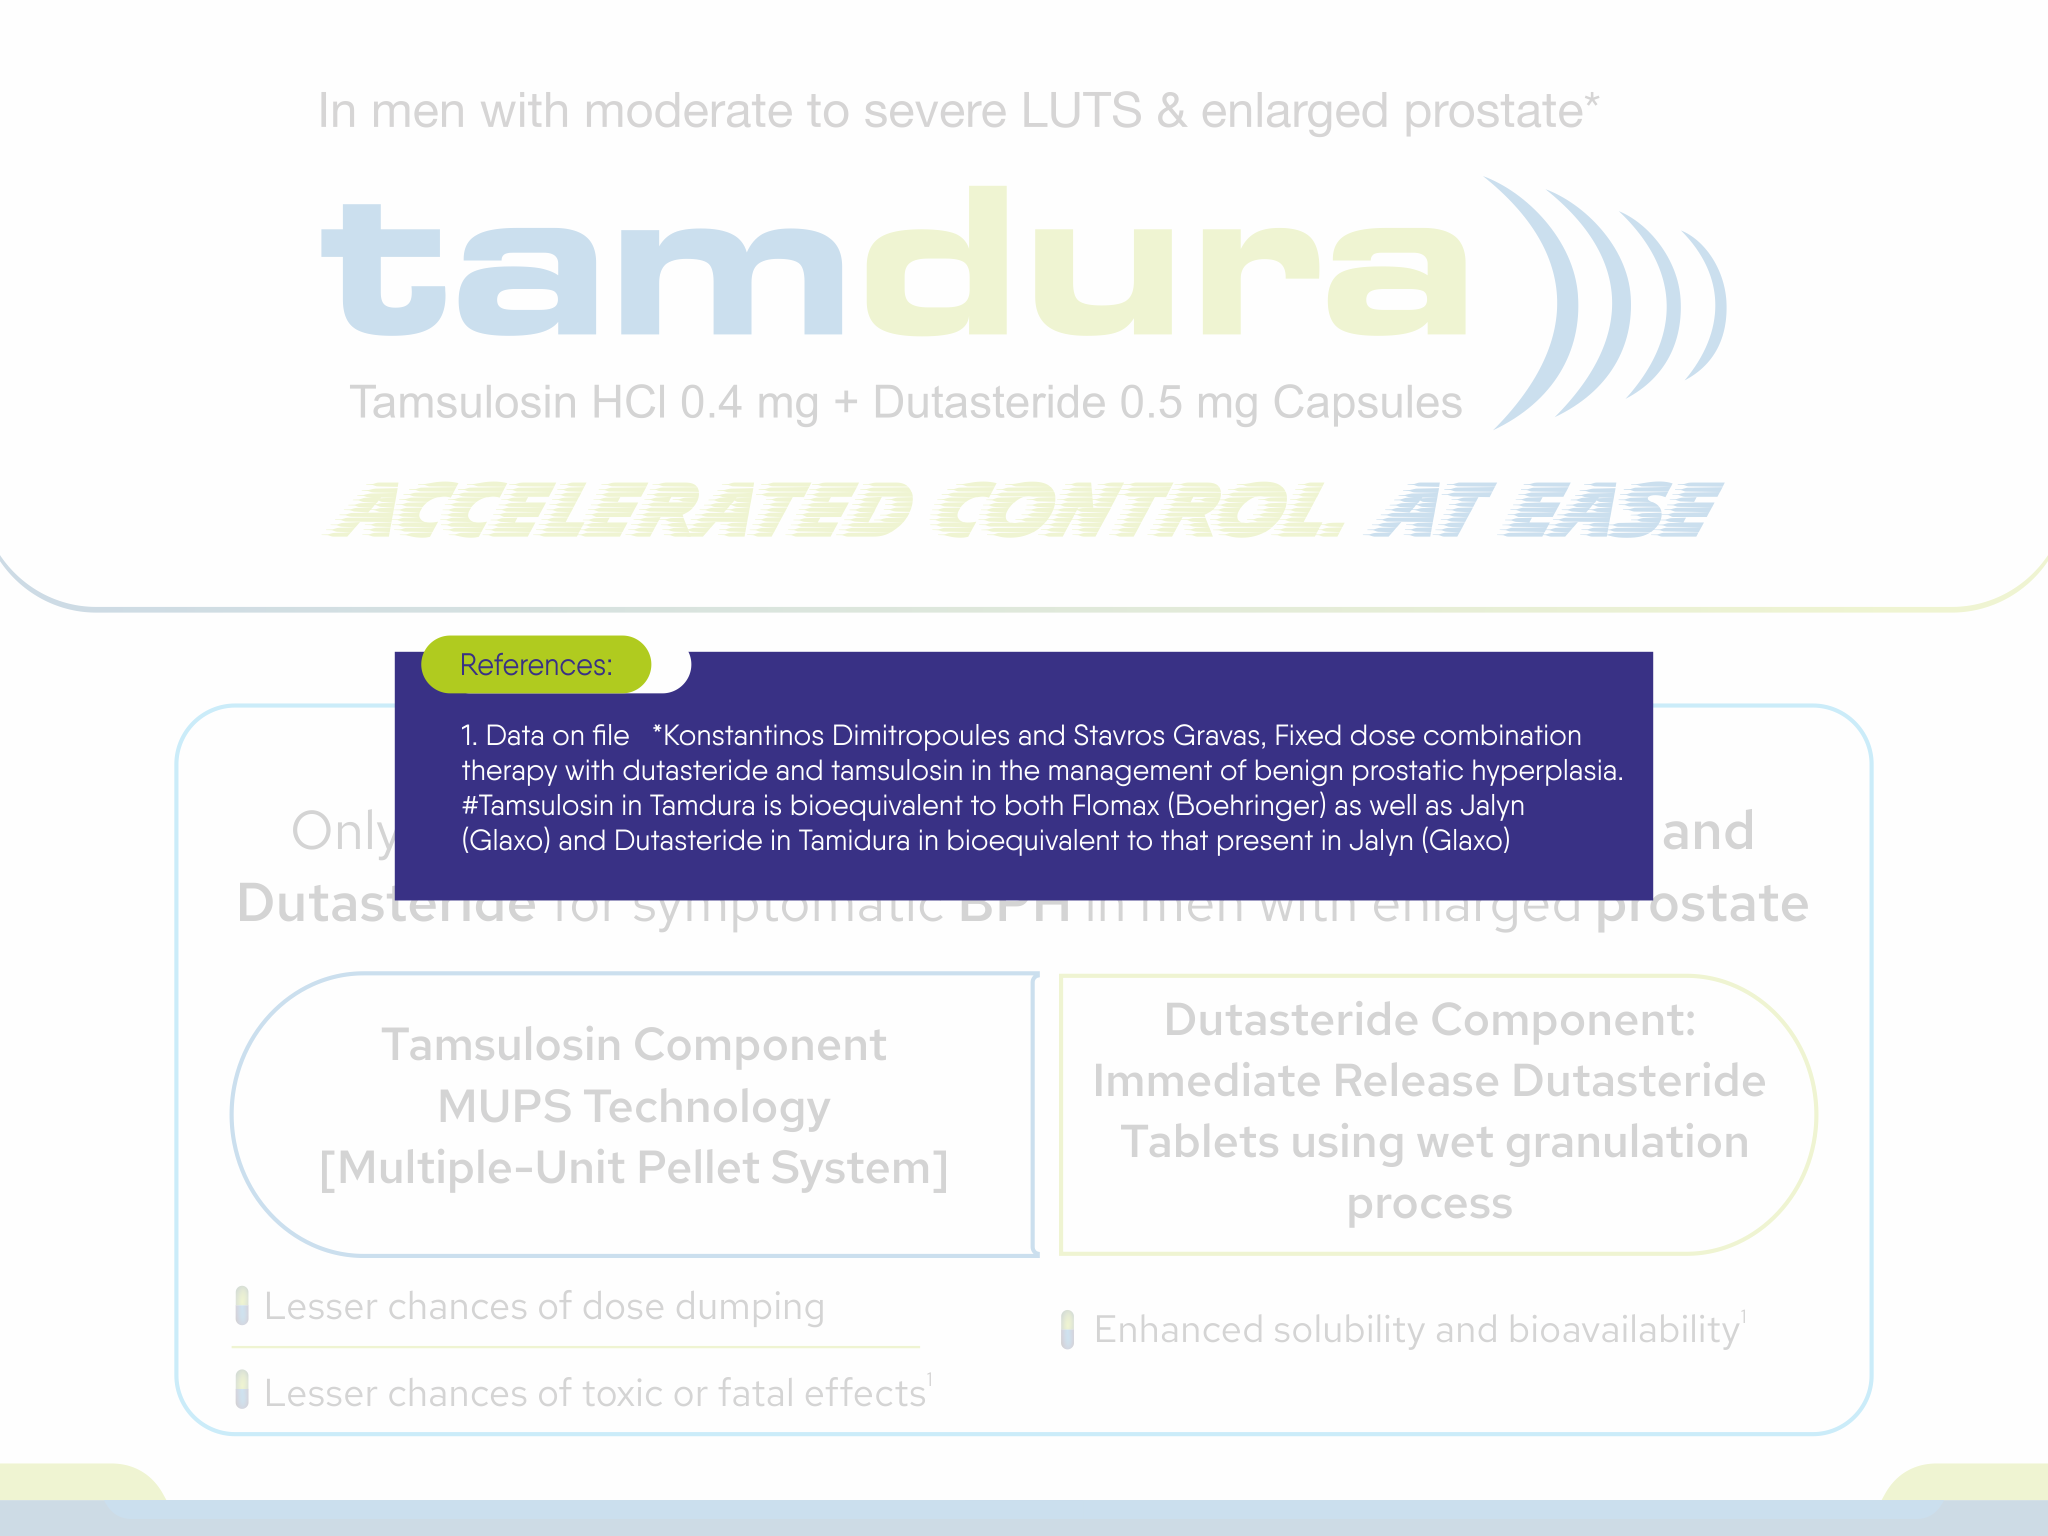 In men with moderate to severe LUTS & enlarged prostate*
tamdura
Tamsulosin HCl 0.4 mg + Dutasteride 0.5 mg Capsules
ACCELERATED CONTROL. AT EASE
References:
1. Data on file *Konstantinos Dimitropoules and Stavros Gravas, Fixed dose combination
therapy with dutasteride and tamsulosin in the management of benign prostatic hyperplasia.
#Tamsulosin in Tamdura is bioequivalent to both Flomax (Boehringer) as well as Jalyn
(Glaxo) and Dutasteride in Tamidura in bioequivalent to that present in Jalyn (Glaxo)
Only and
Dutasteride for symptomatic BPH in men with enlarged prostate
Tamsulosin Component
MUPS Technology
[Multiple-Unit Pellet System]
Dutasteride Component:
Immediate Release Dutasteride
Tablets using wet granulation
process
Lesser chances of dose dumping
Lesser chances of toxic or fatal effects1
Enhanced solubility and bioavailability1